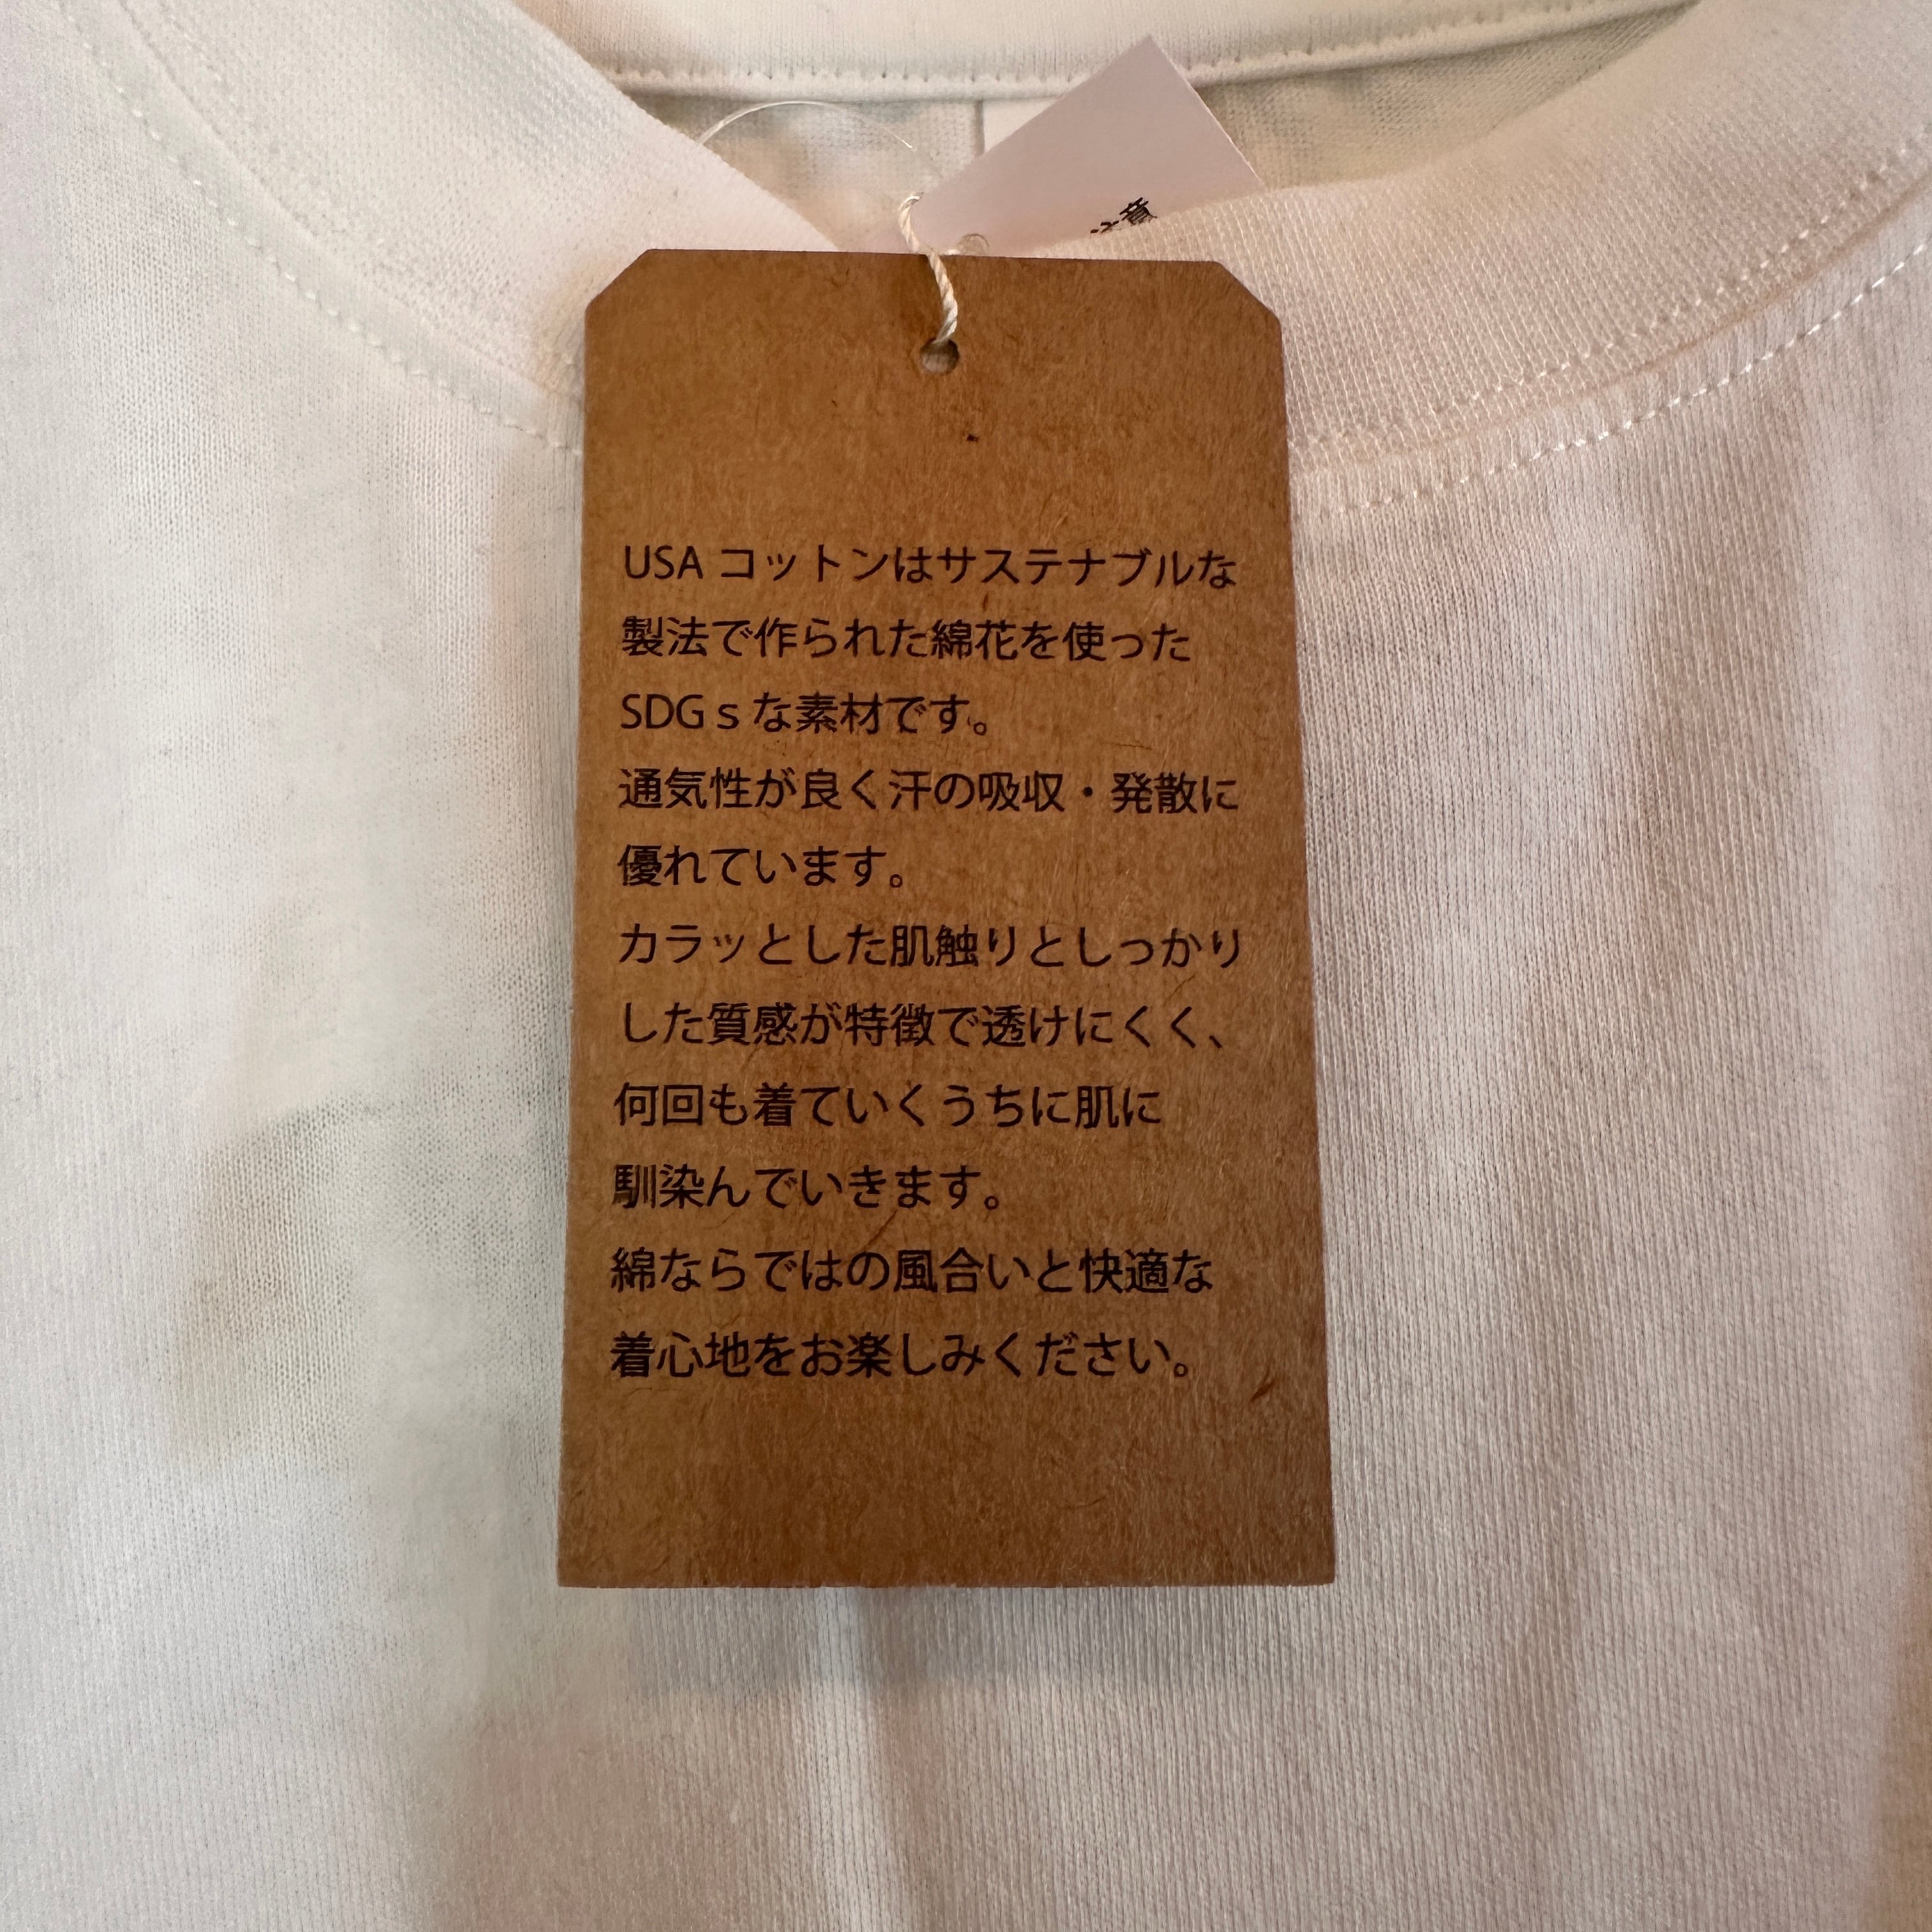 注意
USA コットンはサステナブルな
製法で作られた綿花を使った
SDGｓな素材です。
通気性が良く汗の吸収・発散に
優れています。
カラッとした肌触りとしっかり
した質感が特徴で透けにくく、
何回も着ていくうちに肌に
馴染んでいきます。
綿ならではの風合いと快適な
着心地をお楽しみください。